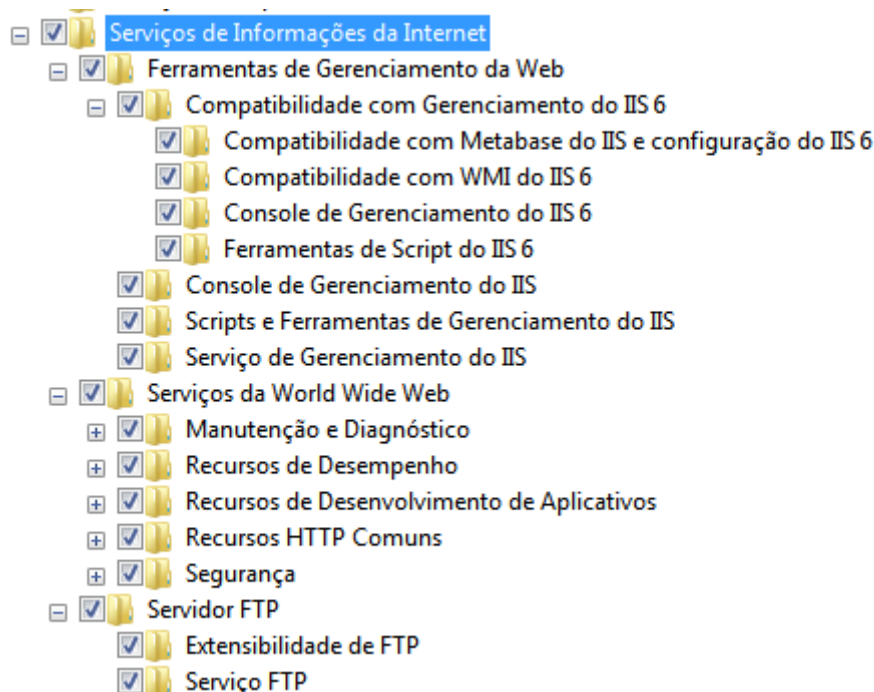 Serviços de Informações da Internet
Ferramentas de Gerenciamento da Web
Compatibilidade com Gerenciamento do IIS 6
Compatibilidade com Metabase do IIS e configuração do IIS 6
Compatibilidade com WMI do IIS 6
Console de Gerenciamento do IIS 6
Ferramentas de Script do IIS 6
Console de Gerenciamento do IIS
Scripts e Ferramentas de Gerenciamento do IIS
Serviço de Gerenciamento do IIS
Serviços da World Wide Web
Manutenção e Diagnóstico
Recursos de Desempenho
Recursos de Desenvolvimento de Aplicativos
Recursos HTTP Comuns
Segurança
Servidor FTP
Extensibilidade de FTP
Serviço FTP